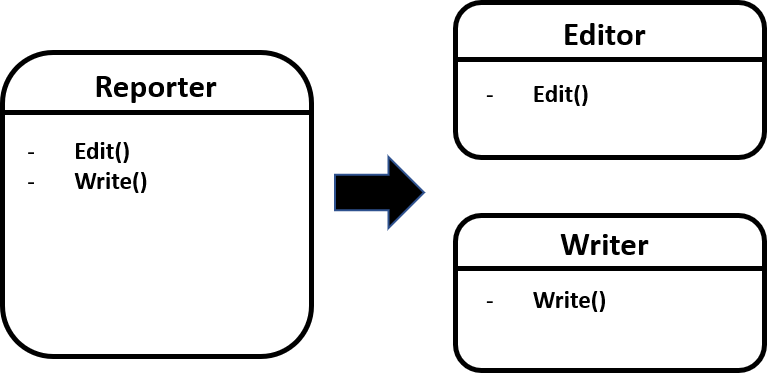 Reporter
- Edit()
- Write()
Editor
- Edit()
Writer
- Write()